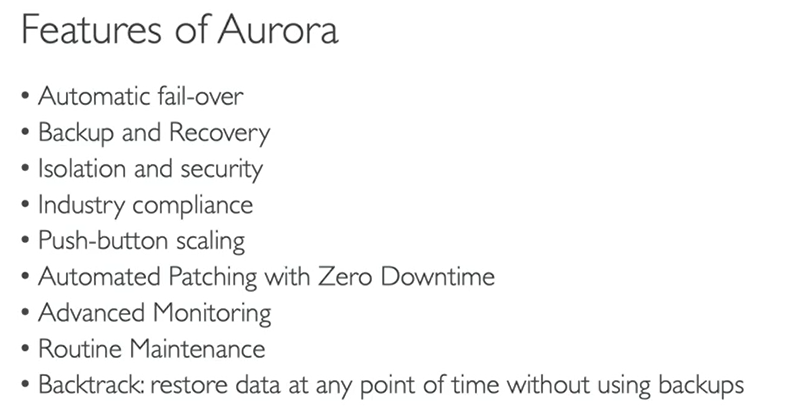 Features of Aurora
• Automatic fail-over
• Backup and Recovery
• Isolation and security
• Industry compliance
• Push-button scaling
• Automated Patching with Zero Downtime
• Advanced Monitoring
• Routine Maintenance
• Backtrack: restore data at any point of time without using backups